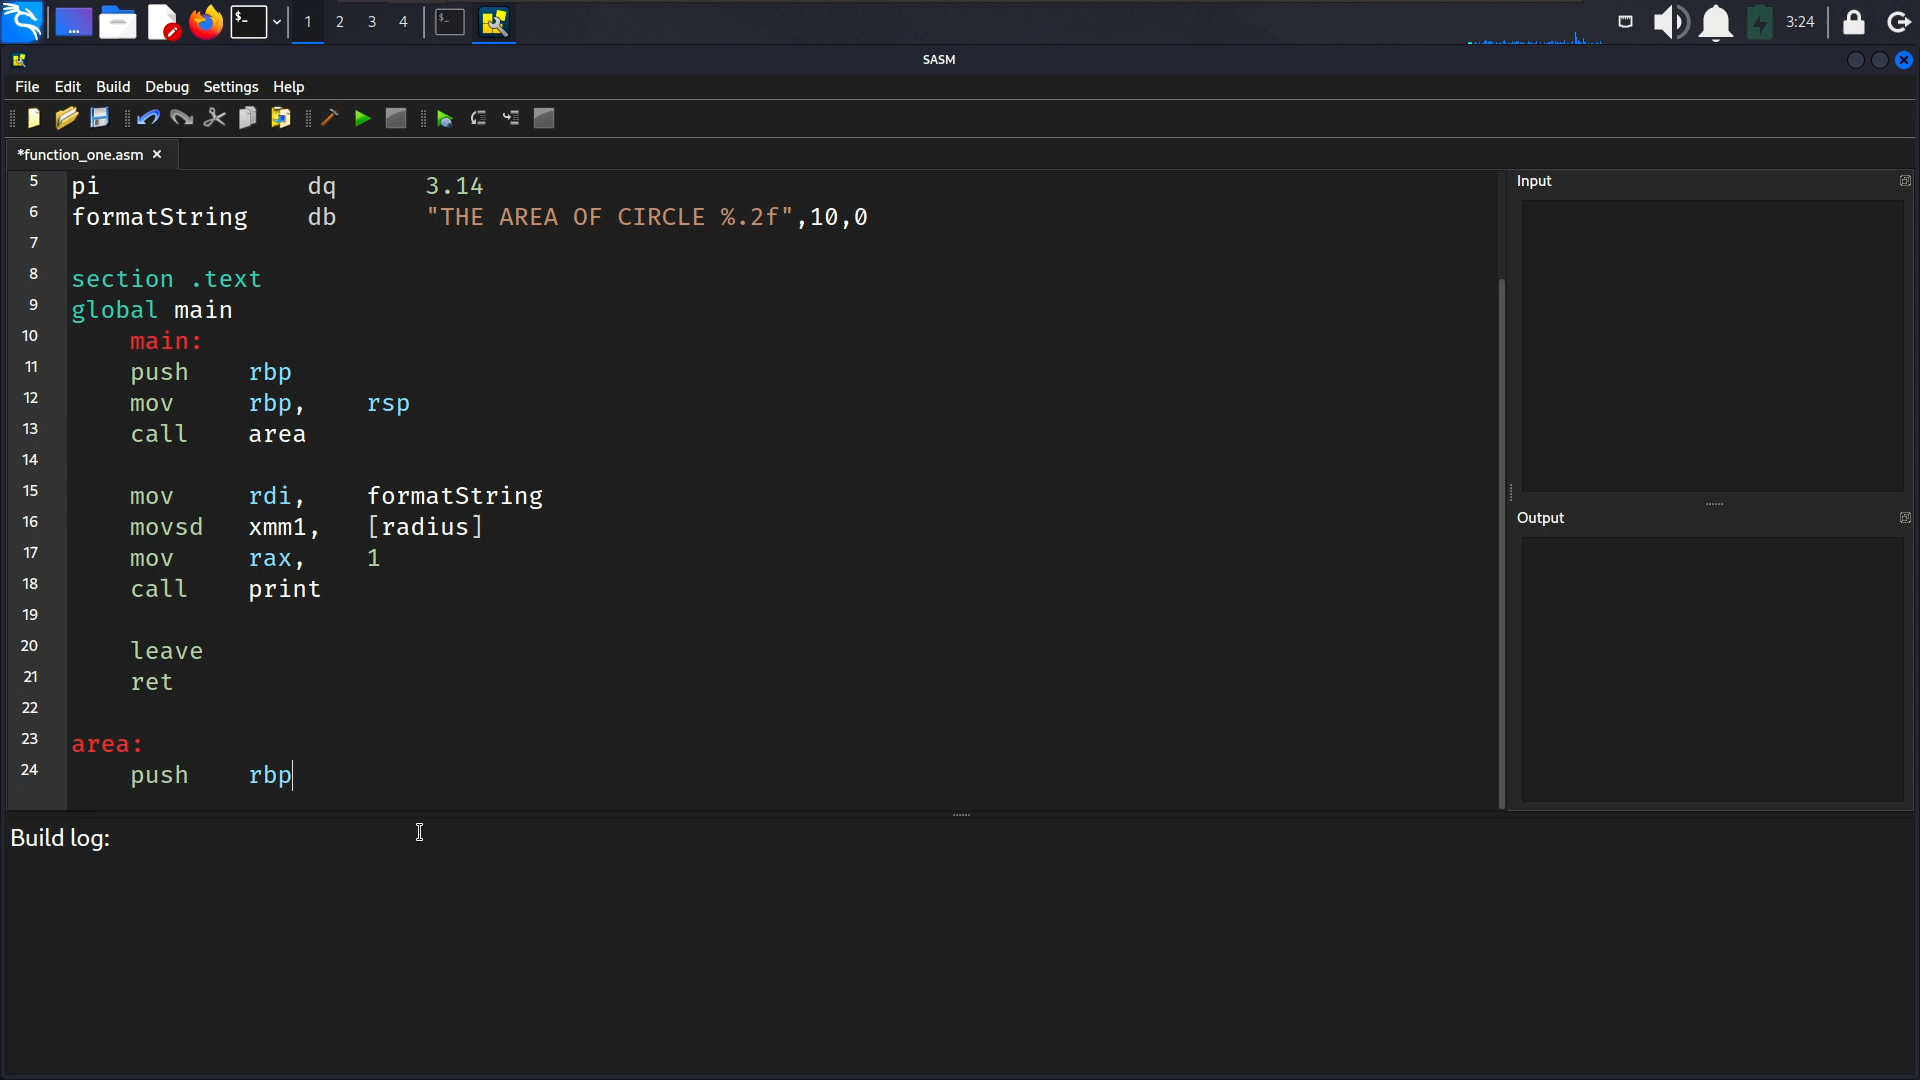 $-
1 2 3 4
$-
3:24
SASM
File Edit Build Debug Settings Help
*function_one.asm ×
5 pi dq 3.14
6 formatString db "THE AREA OF CIRCLE %.2f",10,0
7
8 section .text
9 global main
10 main:
11 push rbp
12 mov rbp, rsp
13 call area
14
15 mov rdi, formatString
16 movsd xmm1, [radius]
17 mov rax, 1
18 call print
19
20 leave
21 ret
22
23 area:
24 push rbp
Input
Output
Build log: